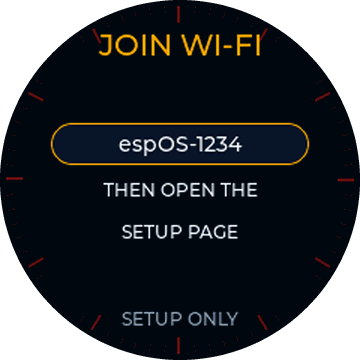 JOIN WI-FI
espOS-1234
THEN OPEN THE
SETUP PAGE
SETUP ONLY